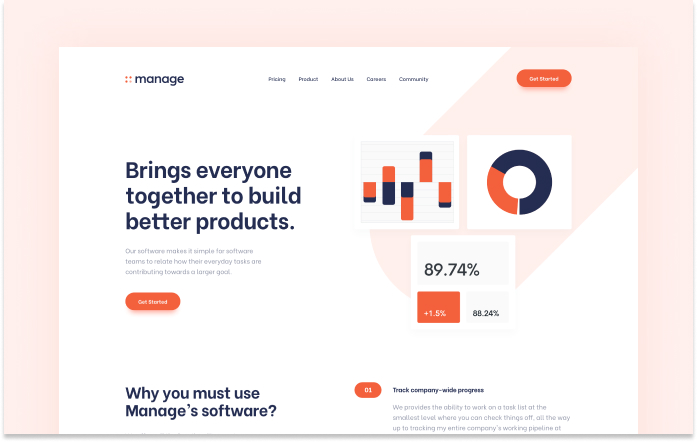 manage
Pricing Product About Us Careers Community
Get Started
Brings everyone
together to build
better products.
Our software makes it simple for software
teams to relate how their everyday tasks are
contributing towards a larger goal.
Get Started
89.74%
+1.5%
88.24%
Why you must use
Manage's software?
01 Track company-wide progress
We provides the ability to work on a task list at the
smallest level where you can check things off, all the way
up to tracking my entire company's working pipeline at